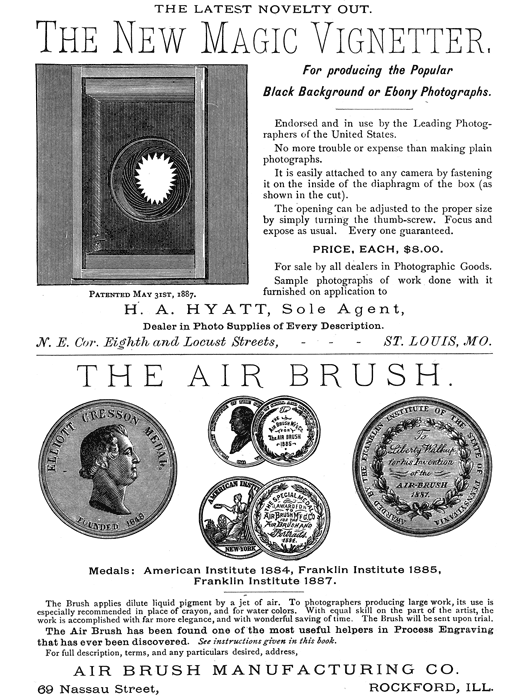 THE LATEST NOVELTY OUT.
THE NEW MAGIC VIGNETTER.
For producing the Popular
Black Background or Ebony Photographs.
Endorsed and in use by the Leading Photog-
raphers of the United States.
No more trouble or expense than making plain
photographs.
It is easily attached to any camera by fastening
it on the inside of the diaphragm of the box (as
shown in the cut).
The opening can be adjusted to the proper size
by simply turning the thumb-screw. Focus and
expose as usual. Every one guaranteed.
PRICE, EACH, $8.00.
For sale by all dealers in Photographic Goods.
Sample photographs of work done with it
furnished on application to
PATENTED MAY 31ST, 1887.
H. A. HYATT, Sole Agent,
Dealer in Photo Supplies of Every Description.
N. E. Cor. Eighth and Locust Streets, - - - ST. LOUIS, MO.
THE AIR BRUSH.
ELLIOTT CRESSON MEDAL.
FOUNDED 1848
AIR BRUSH
1885
AMERICAN INST
NEW-YORK
THE SPECIAL MEDAL
AWARDED
AIR BRUSH MFG CO
FOR THE
AIR BRUSH AND
Portraits.
1884.
AWARDED BY THE FRANKLIN INSTITUTE OF THE STATE OF PENNSYLVANIA
To
Liberty Walkup
for his Invention
of the
AIR-BRUSH
1887.
Medals: American Institute 1884, Franklin Institute 1885,
Franklin Institute 1887.
The Brush applies dilute liquid pigment by a jet of air. To photographers producing large work, its use is
especially recommended in place of crayon, and for water colors. With equal skill on the part of the artist, the
work is accomplished with far more elegance, and with wonderful saving of time. The Brush will be sent upon trial.
The Air Brush has been found one of the most useful helpers in Process Engraving
that has ever been discovered. See instructions given in this book.
For full description, terms, and any particulars desired, address,
AIR BRUSH MANUFACTURING CO.
69 Nassau Street, ROCKFORD, ILL.